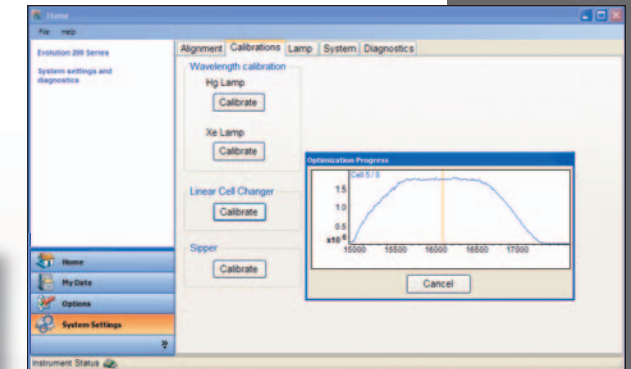 Home
File Help
Evolution 200 Series
System settings and
diagnostics
Home
My Data
Options
System Settings
Alignment Calibrations Lamp System Diagnostics
Wavelength calibration
Hg Lamp
Calibrate
Xe Lamp
Calibrate
Linear Cell Changer
Calibrate
Sipper
Calibrate
Optimization Progress
Cell 5 / 8
1.5
1.0
0.5
x10 6
15000 15500 16000 16500 17000
Cancel
Instrument Status